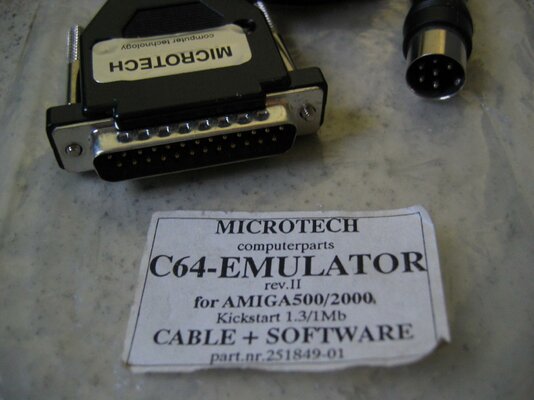 MICROTECH
computer technology
MICROTECH
computerparts
C64-EMULATOR
rev.II
for AMIGA500/2000
Kickstart 1.3/1Mb
CABLE + SOFTWARE
part.nr.251849-01